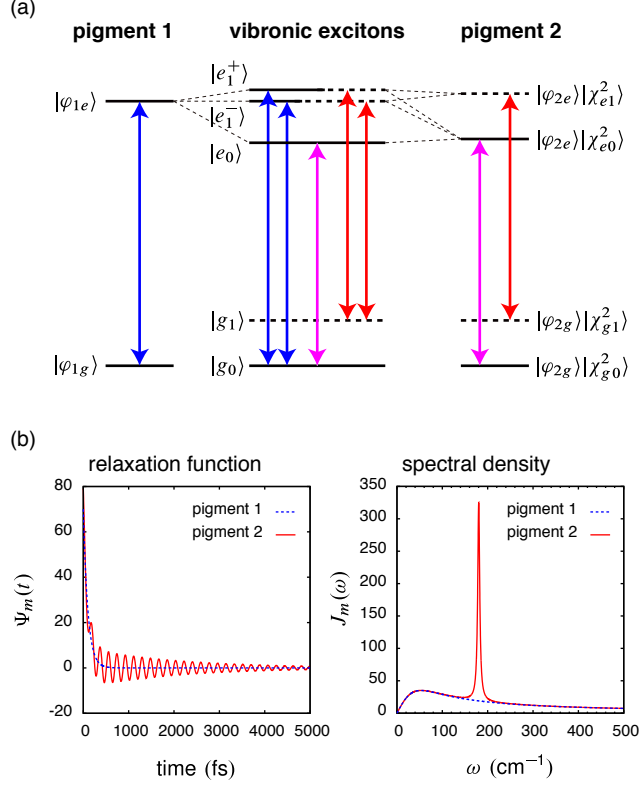 (a)
pigment 1 vibronic excitons pigment 2
|φ₁ₑ⟩ |e₁⁺⟩ |φ₂ₑ⟩|χ²ₑ₁⟩
|e₁⁻⟩
|e₀⟩ |φ₂ₑ⟩|χ²ₑ₀⟩
|g₁⟩ |φ₂g⟩|χ²g₁⟩
|φ₁g⟩ |g₀⟩ |φ₂g⟩|χ²g₀⟩
(b)
relaxation function
80
60
40
20
0
-20
Ψₘ(t)
pigment 1
pigment 2
0 1000 2000 3000 4000 5000
time (fs)
spectral density
350
300
250
200
150
100
50
0
Jₘ(ω)
pigment 1
pigment 2
0 100 200 300 400 500
ω (cm⁻¹)